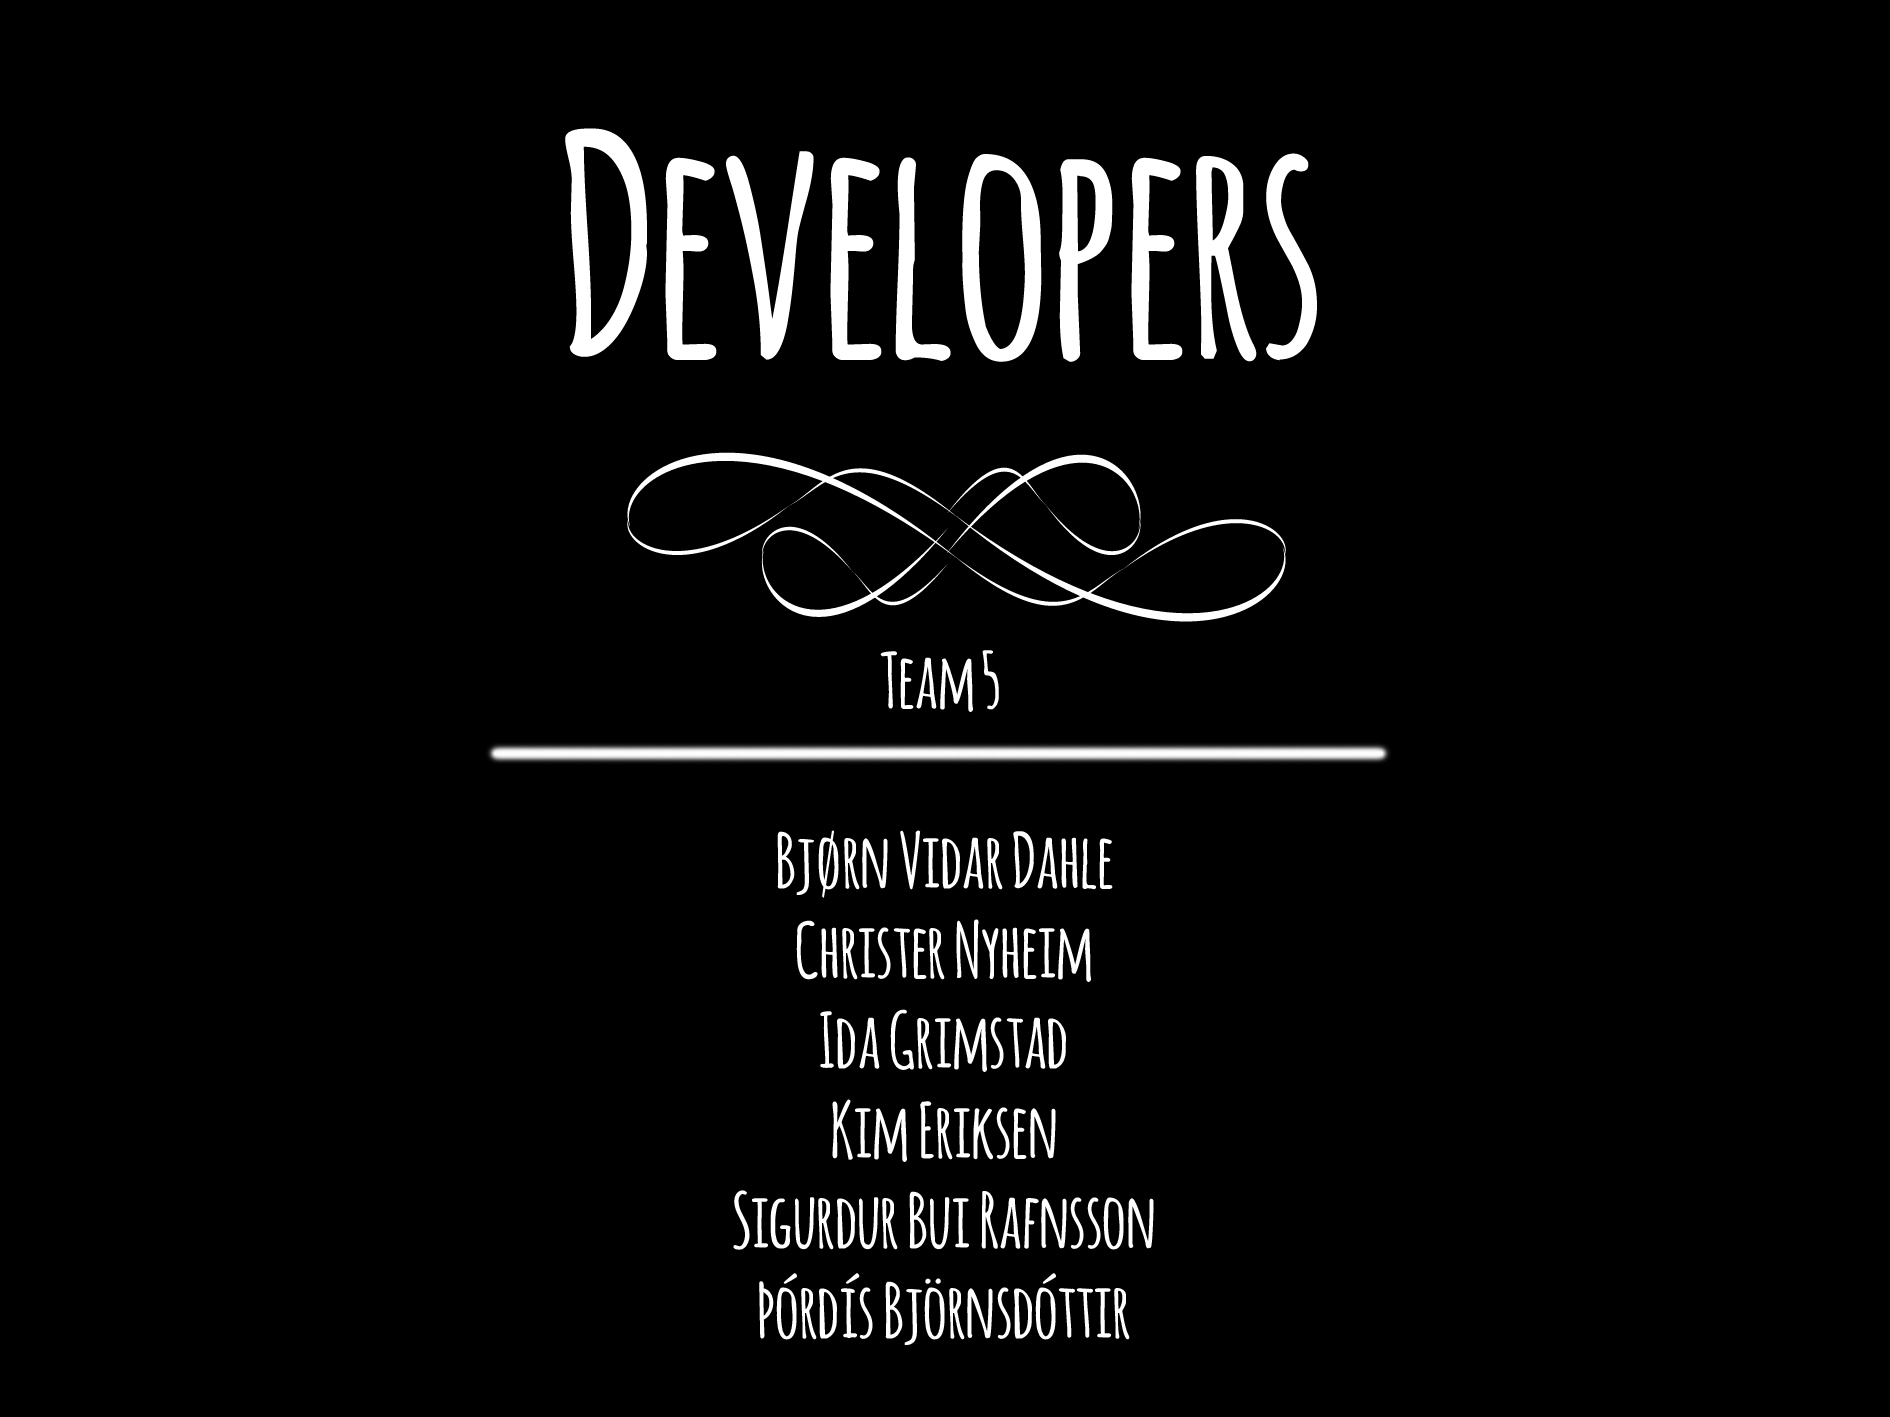 Developers
Team 5
Bjørn Vidar Dahle
Christer Nyheim
Ida Grimstad
Kim Eriksen
Sigurdur Bui Rafnsson
Þórdís Björnsdóttir